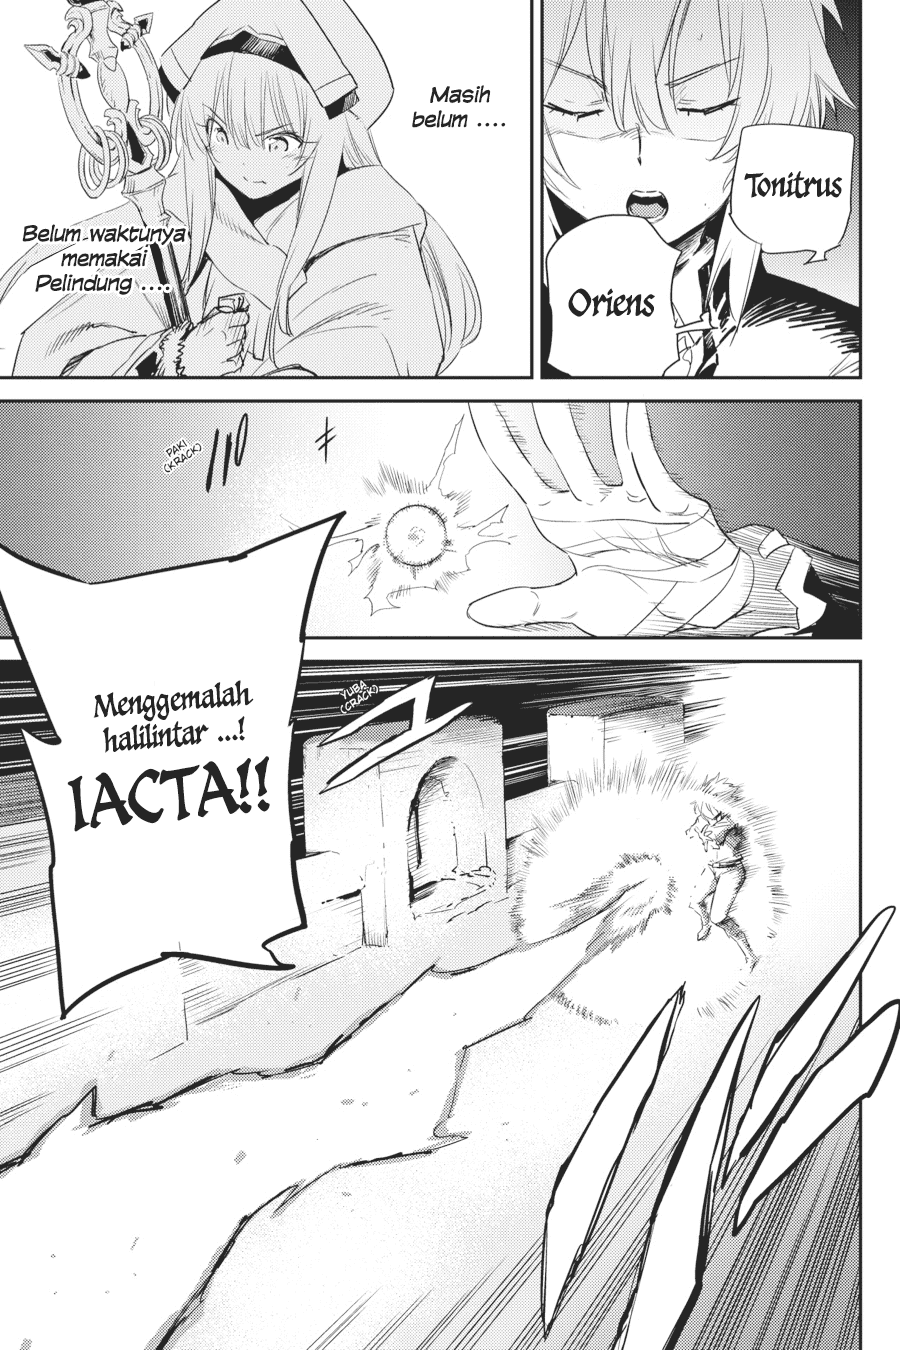 Tonitrus
Oriens
Masih
belum ....
Belum waktunya
memakai
Pelindung ....
PAKI
(KRACK)
YUBA
(CRACK)
Menggemalah
halilintar ...!
IACTA!!